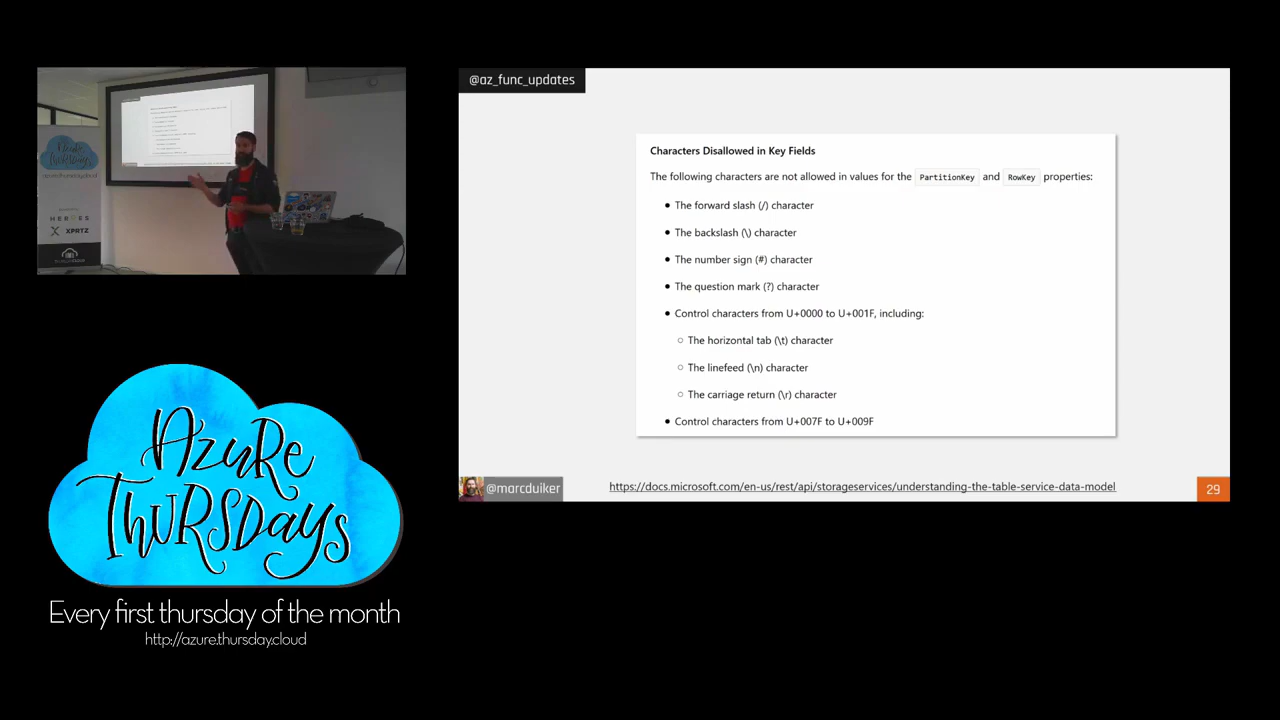 @az_func_updates
Characters Disallowed in Key Fields
The following characters are not allowed in values for the PartitionKey and RowKey properties:
• The forward slash (/) character
• The backslash (\) character
• The number sign (#) character
• The question mark (?) character
• Control characters from U+0000 to U+001F, including:
○ The horizontal tab (\t) character
○ The linefeed (\n) character
○ The carriage return (\r) character
• Control characters from U+007F to U+009F
@marcduiker
https://docs.microsoft.com/en-us/rest/api/storageservices/understanding-the-table-service-data-model
29
AZURE
THURSDAYS
HEROES
XPRTZ
AzuRe
ThURSDays
Every first thursday of the month
http://azure.thursday.cloud